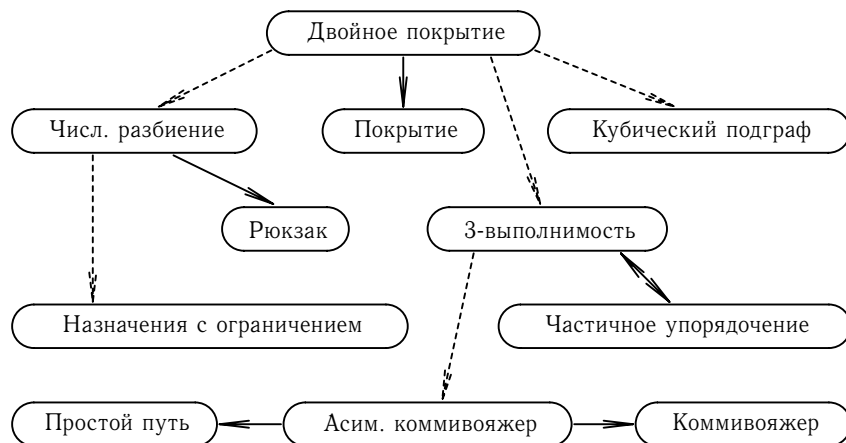 Двойное покрытие
Числ. разбиение
Покрытие
Кубический подграф
Рюкзак
3-выполнимость
Назначения с ограничением
Частичное упорядочение
Простой путь
Асим. коммивояжер
Коммивояжер